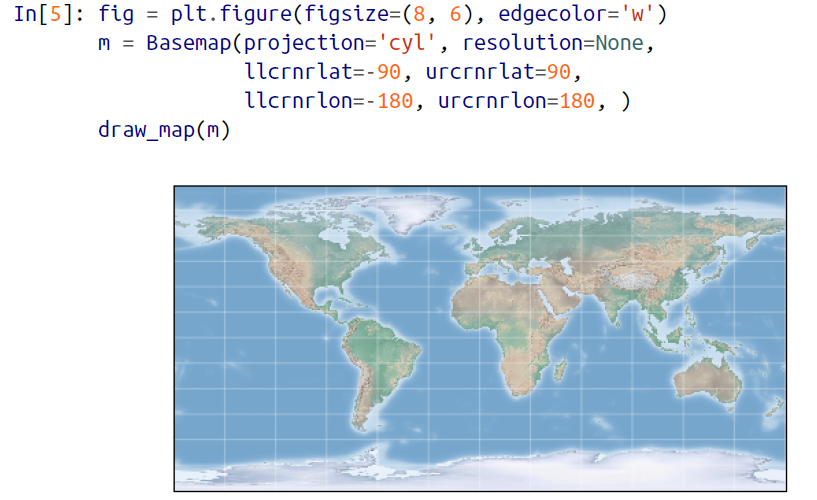 In[5]: fig = plt.figure(figsize=(8, 6), edgecolor='w')
m = Basemap(projection='cyl', resolution=None,
llcrnrlat=-90, urcrnrlat=90,
llcrnrlon=-180, urcrnrlon=180, )
draw_map(m)